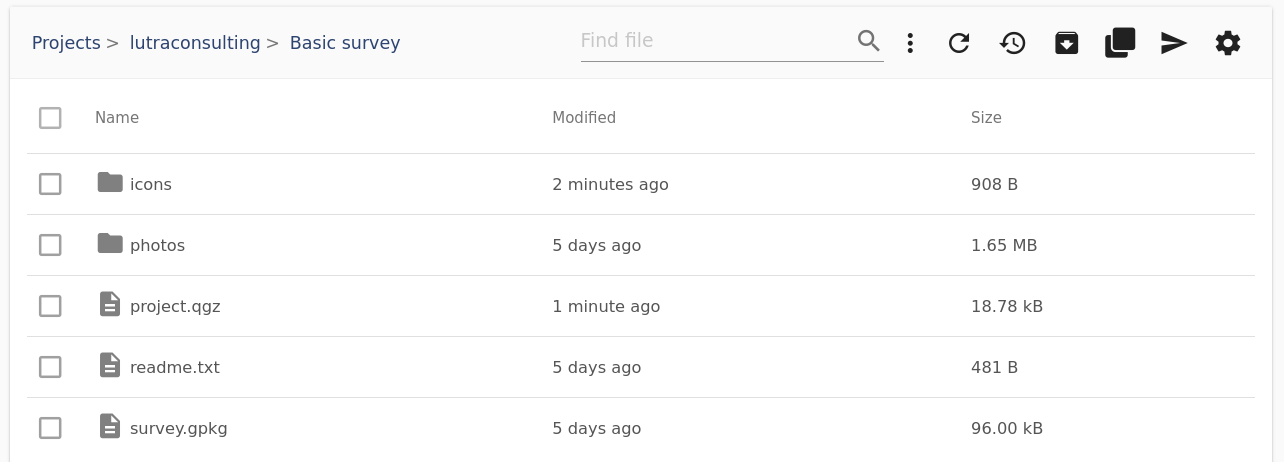 Projects > lutraconsulting > Basic survey Find file
Name Modified Size
icons 2 minutes ago 908 B
photos 5 days ago 1.65 MB
project.qgz 1 minute ago 18.78 kB
readme.txt 5 days ago 481 B
survey.gpkg 5 days ago 96.00 kB